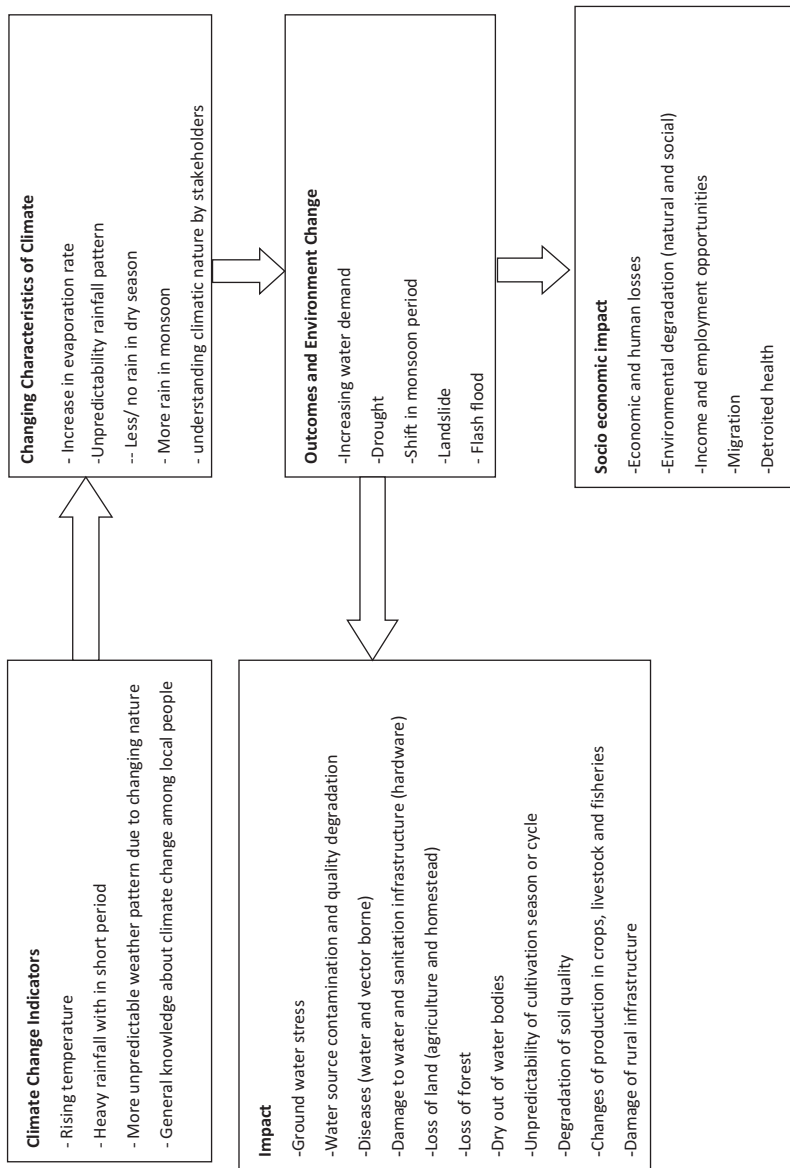 Climate Change Indicators
- Rising temperature
- Heavy rainfall with in short period
- More unpredictable weather pattern due to changing nature
- General knowledge about climate change among local people
Changing Characteristics of Climate
- Increase in evaporation rate
-Unpredictability rainfall pattern
-- Less/ no rain in dry season
- More rain in monsoon
- understanding climatic nature by stakeholders
Outcomes and Environment Change
-Increasing water demand
-Drought
-Shift in monsoon period
-Landslide
- Flash flood
Impact
-Ground water stress
-Water source contamination and quality degradation
-Diseases (water and vector borne)
-Damage to water and sanitation infrastructure (hardware)
-Loss of land (agriculture and homestead)
-Loss of forest
-Dry out of water bodies
-Unpredictability of cultivation season or cycle
-Degradation of soil quality
-Changes of production in crops, livestock and fisheries
-Damage of rural infrastructure
Socio economic impact
-Economic and human losses
-Environmental degradation (natural and social)
-Income and employment opportunities
-Migration
-Detroited health